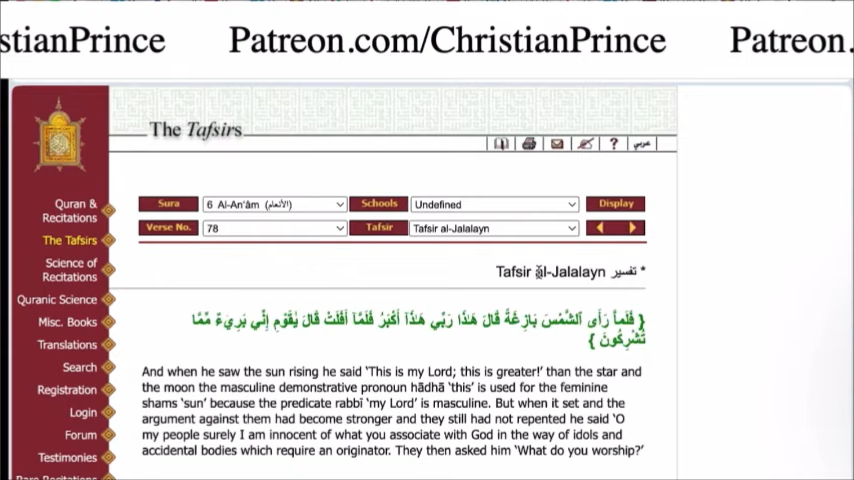 stianPrince Patreon.com/ChristianPrince Patreon.
The Tafsirs
? عربي
Sura 6 Al-An'âm (الأنعام) Schools Undefined Display
Verse No. 78 Tafsir Tafsir al-Jalalayn
Quran &
Recitations
The Tafsirs
Science of
Recitations
Quranic Science
Misc. Books
Translations
Search
Registration
Login
Forum
Testimonies
Rare Recitations
* تفسير Tafsir al-Jalalayn
{ فَلَماَّ رَأَى ٱلشَّمْسَ بَازِغَةً قَالَ هَـٰذَا رَبِّي هَـٰذَآ أَكْبَرُ فَلَمَّآ أَفَلَتْ قَالَ يٰقَوْمِ إِنِّي بَرِيۤءٌ مِّمَّا
تُشْرِكُونَ }
And when he saw the sun rising he said ‘This is my Lord; this is greater!’ than the star and
the moon the masculine demonstrative pronoun hādhā ‘this’ is used for the feminine
shams ‘sun’ because the predicate rabbī ‘my Lord’ is masculine. But when it set and the
argument against them had become stronger and they still had not repented he said ‘O
my people surely I am innocent of what you associate with God in the way of idols and
accidental bodies which require an originator. They then asked him ‘What do you worship?’